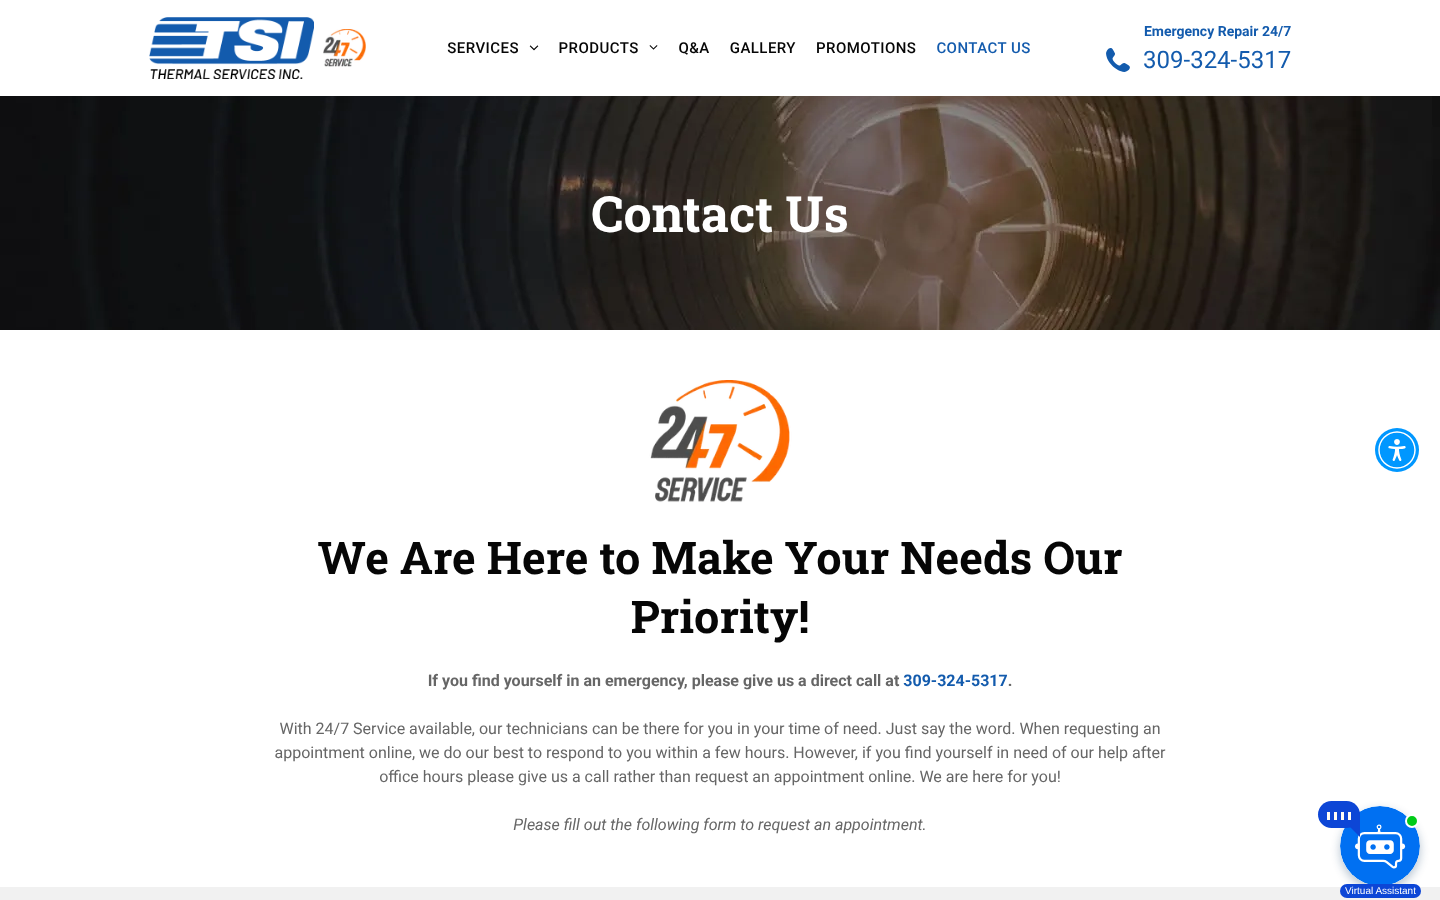 TSI
THERMAL SERVICES INC.
24/7
SERVICE
SERVICES
PRODUCTS
Q&A
GALLERY
PROMOTIONS
CONTACT US
Emergency Repair 24/7
309-324-5317
Contact Us
24/7
SERVICE
We Are Here to Make Your Needs Our
Priority!
If you find yourself in an emergency, please give us a direct call at 309-324-5317.
With 24/7 Service available, our technicians can be there for you in your time of need. Just say the word. When requesting an
appointment online, we do our best to respond to you within a few hours. However, if you find yourself in need of our help after
office hours please give us a call rather than request an appointment online. We are here for you!
Please fill out the following form to request an appointment.
Virtual Assistant